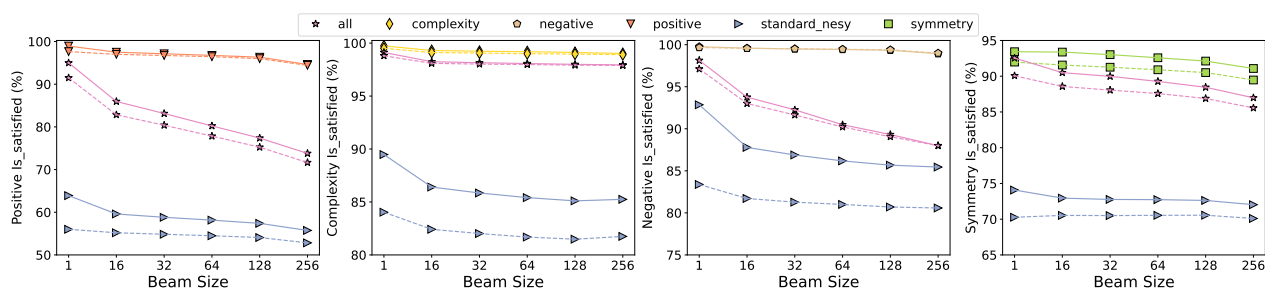 all complexity negative positive standard_nesy symmetry
Positive Is_satisfied (%)
100
90
80
70
60
50
1 16 32 64 128 256
Beam Size
Complexity Is_satisfied (%)
100
95
90
85
80
1 16 32 64 128 256
Beam Size
Negative Is_satisfied (%)
100
95
90
85
80
75
1 16 32 64 128 256
Beam Size
Symmetry Is_satisfied (%)
95
90
85
80
75
70
65
1 16 32 64 128 256
Beam Size